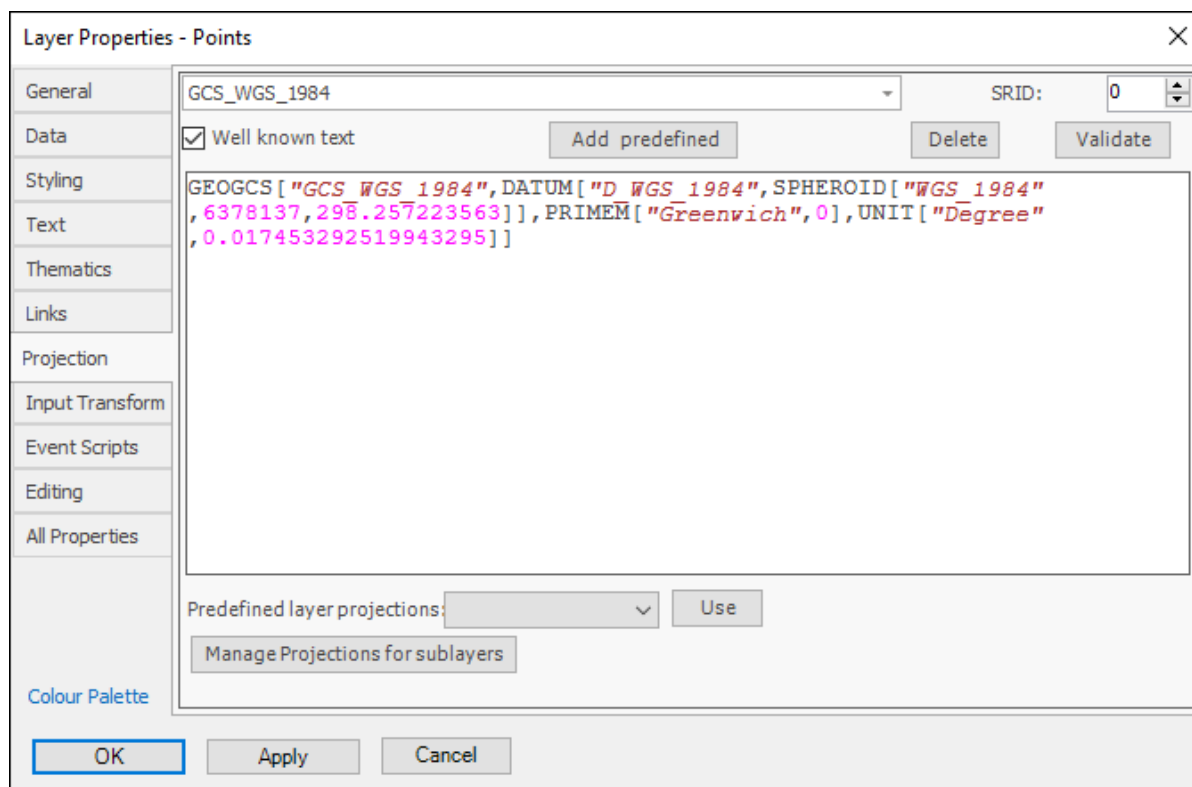 Layer Properties - Points
General
Data
Styling
Text
Thematics
Links
Projection
Input Transform
Event Scripts
Editing
All Properties
Colour Palette
GCS_WGS_1984 SRID: 0
Well known text Add predefined Delete Validate
GEOGCS["GCS_WGS_1984",DATUM["D_WGS_1984",SPHEROID["WGS_1984"
,6378137,298.257223563]],PRIMEM["Greenwich",0],UNIT["Degree"
,0.017453292519943295]]
Predefined layer projections: Use
Manage Projections for sublayers
OK Apply Cancel